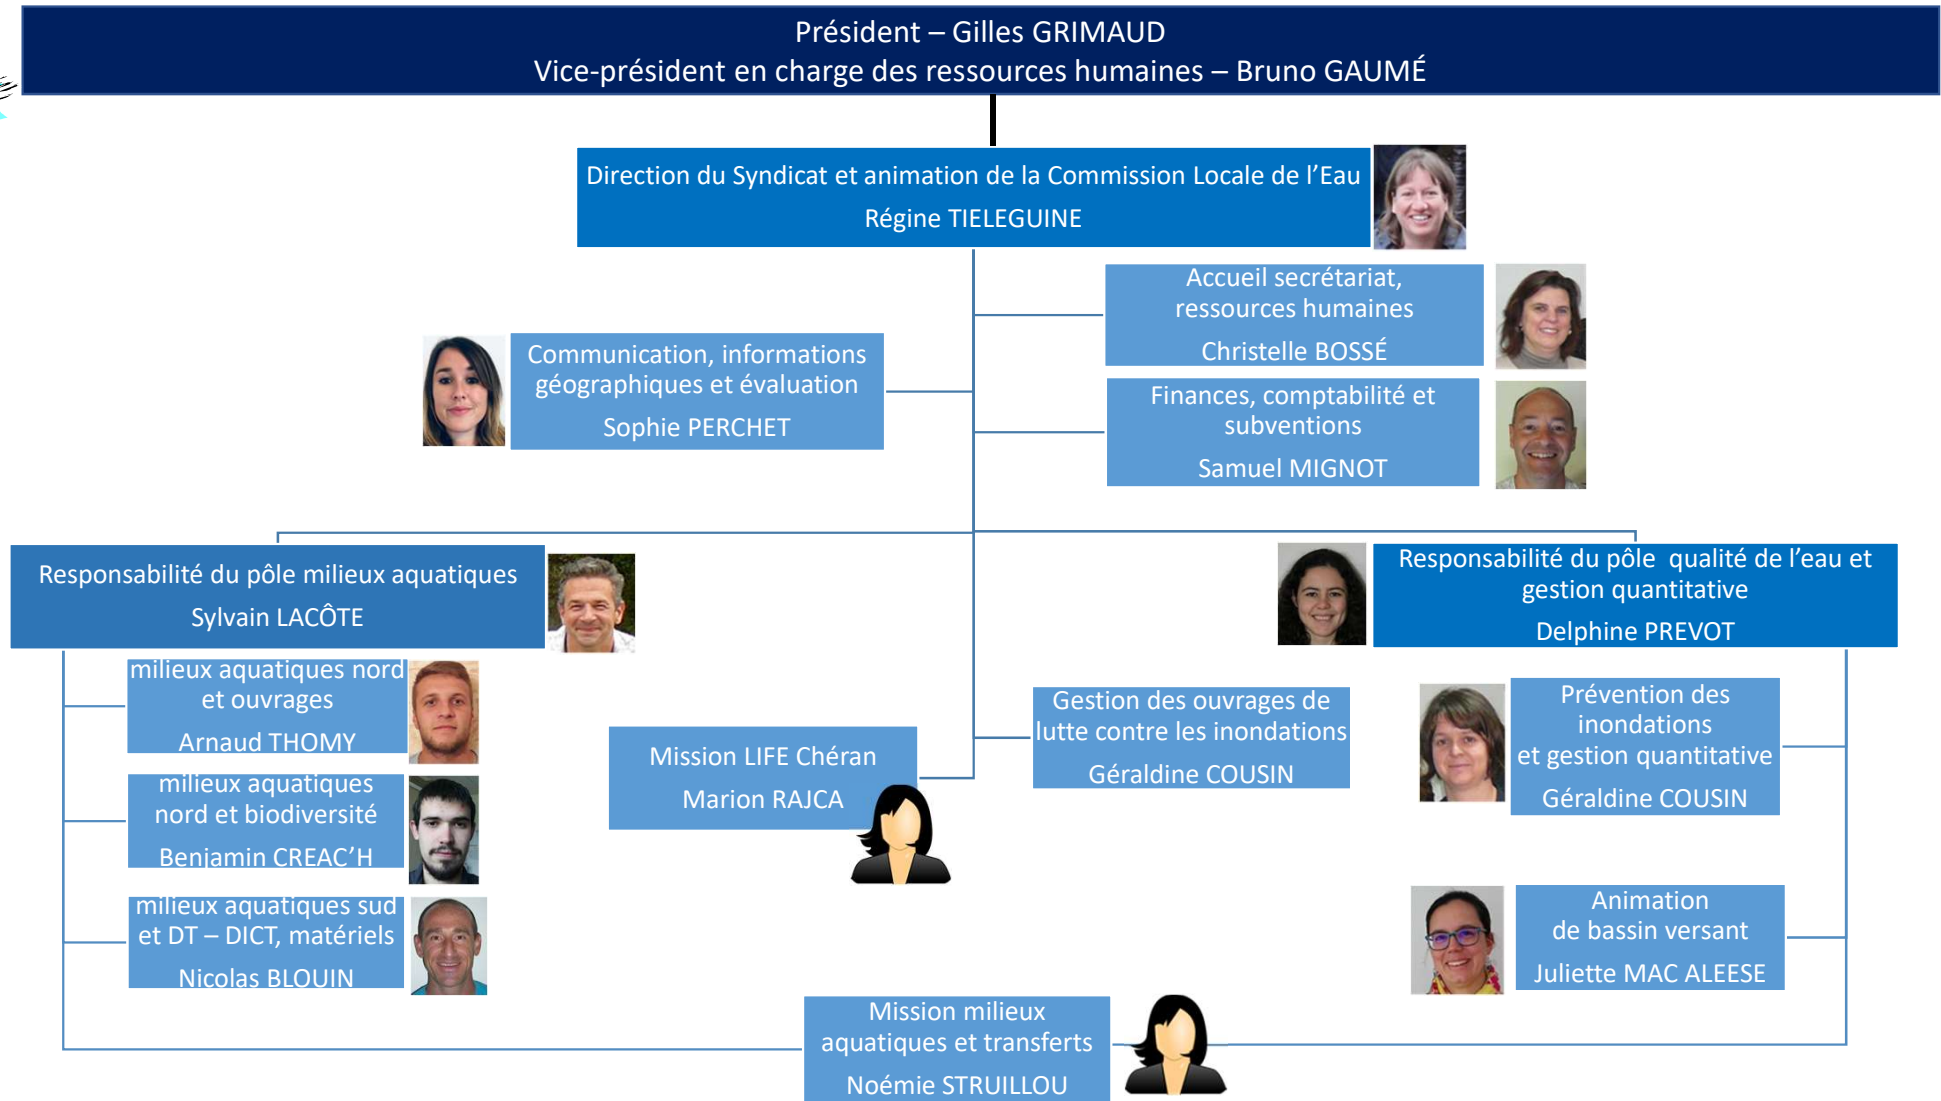 Président – Gilles GRIMAUD
Vice-président en charge des ressources humaines – Bruno GAUMÉ
Direction du Syndicat et animation de la Commission Locale de l’Eau
Régine TIELEGUINE
Accueil secrétariat,
ressources humaines
Christelle BOSSÉ
Communication, informations
géographiques et évaluation
Sophie PERCHET
Finances, comptabilité et
subventions
Samuel MIGNOT
Responsabilité du pôle milieux aquatiques
Sylvain LACÔTE
Responsabilité du pôle  qualité de l’eau et
gestion quantitative
Delphine PREVOT
milieux aquatiques nord
et ouvrages
Arnaud THOMY
milieux aquatiques
nord et biodiversité
Benjamin CREAC’H
milieux aquatiques sud
et DT – DICT, matériels
Nicolas BLOUIN
Mission LIFE Chéran
Marion RAJCA
Gestion des ouvrages de
lutte contre les inondations
Géraldine COUSIN
Prévention des
inondations
et gestion quantitative
Géraldine COUSIN
Animation
de bassin versant
Juliette MAC ALEESE
Mission milieux
aquatiques et transferts
Noémie STRUILLOU